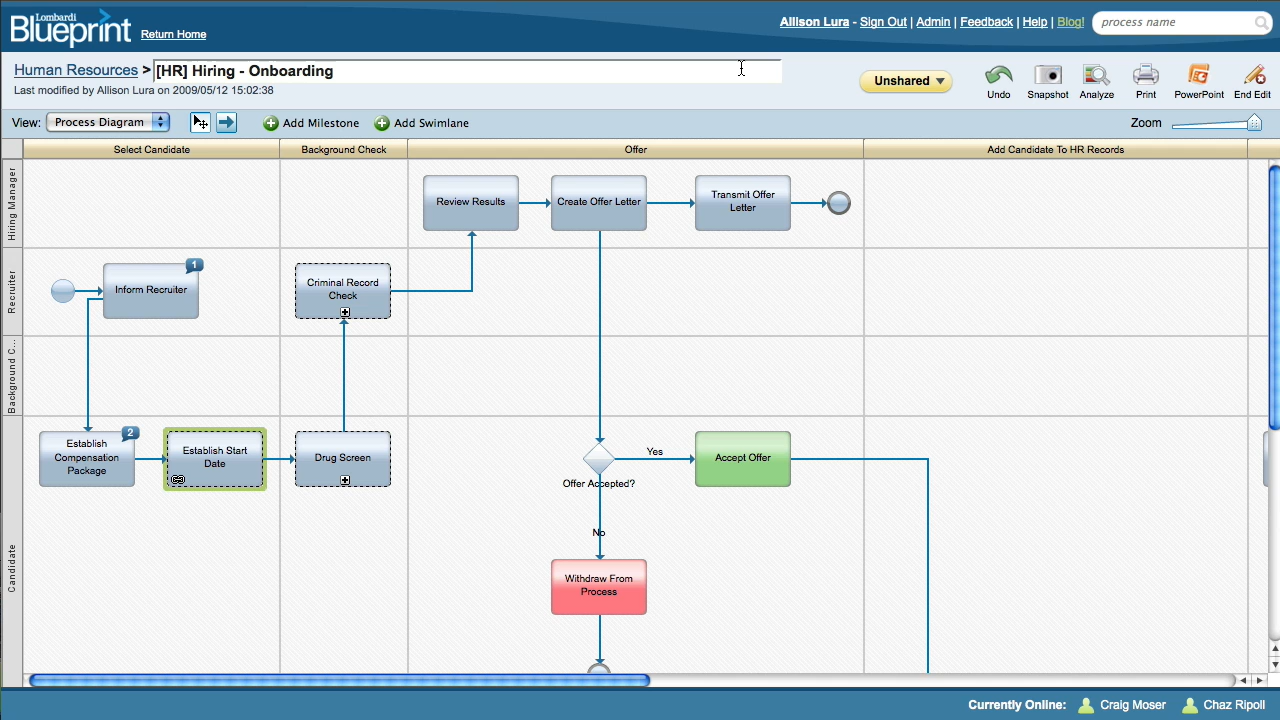 Lombardi
Blueprint
Return Home
Allison Lura - Sign Out | Admin | Feedback | Help | Blog!
process name
Human Resources > [HR] Hiring - Onboarding
Last modified by Allison Lura on 2009/05/12 15:02:38
Unshared
Undo
Snapshot
Analyze
Print
PowerPoint
End Edit
View: Process Diagram
Add Milestone
Add Swimlane
Zoom
Select Candidate
Background Check
Offer
Add Candidate To HR Records
Hiring Manager
Review Results
Create Offer Letter
Transmit Offer
Letter
Recruiter
1
Inform Recruiter
Criminal Record
Check
Background C...
Candidate
2
Establish
Compensation
Package
Establish Start
Date
Drug Screen
Yes
Accept Offer
Offer Accepted?
No
Withdraw From
Process
Currently Online: Craig Moser Chaz Ripoll